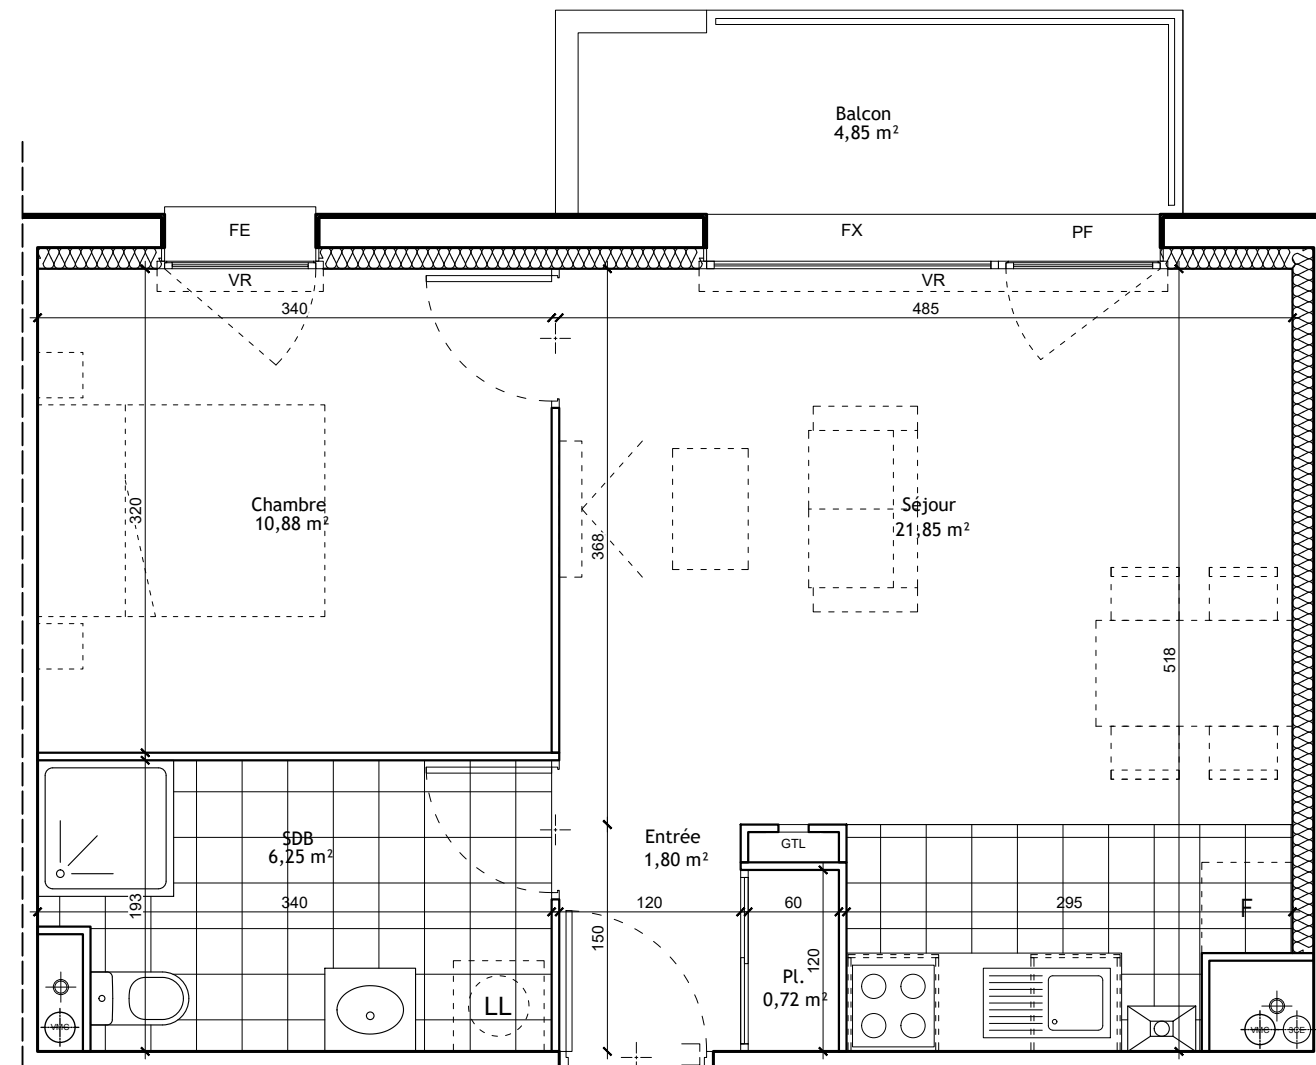 Balcon
4,85 m²
FE
FX
PF
VR
VR
340
485
Chambre
10,88 m²
320
368
Séjour
21,85 m²
518
SDB
6,25 m²
Entrée
1,80 m²
GTL
193
340
120
60
295
F
150
120
Pl.
0,72 m²
LL
VMC
VMC
3CE